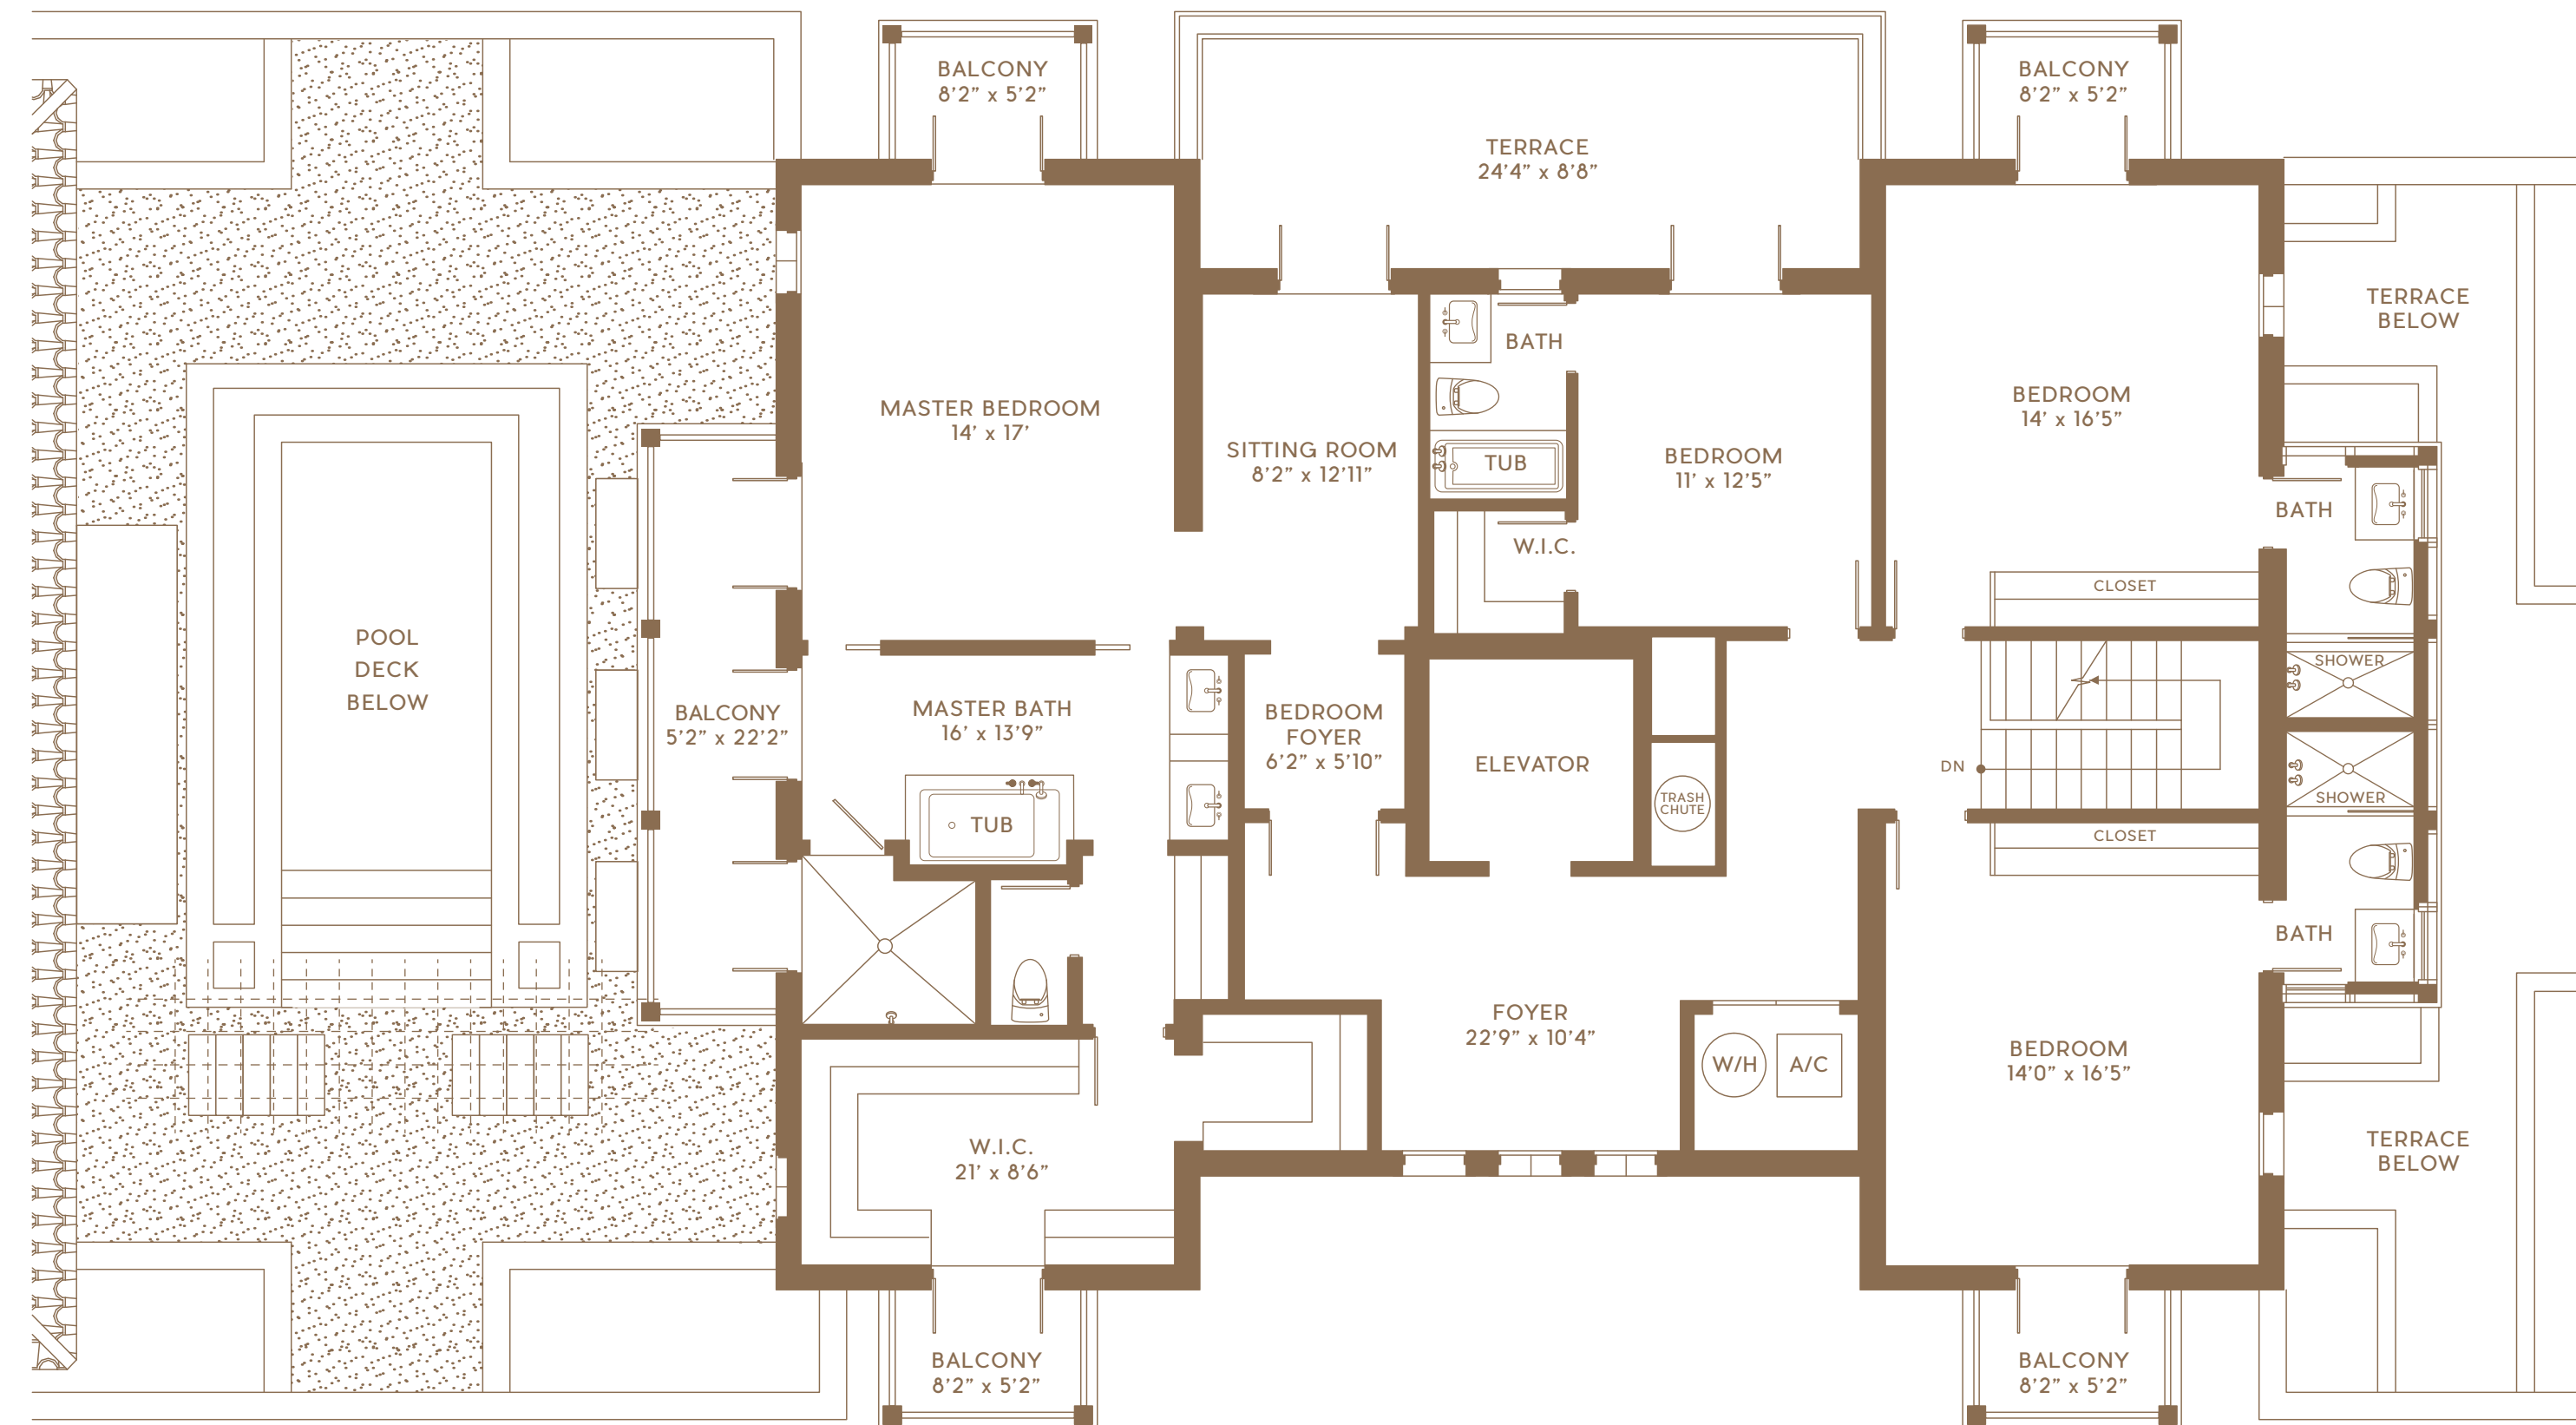 BALCONY
8’2” x 5’2”
BALCONY
8’2” x 5’2”
TERRACE
24’4” x 8’8”
TERRACE
BELOW
BATH
MASTER BEDROOM
14’ x 17’
BEDROOM
14’ x 16’5”
SITTING ROOM
8’2” x 12’11”
TUB
BEDROOM
11’ x 12’5”
BATH
W.I.C.
CLOSET
POOL
DECK
BELOW
SHOWER
BALCONY
5’2” x 22’2”
MASTER BATH
16’ x 13’9”
BEDROOM
FOYER
6’2” x 5’10”
ELEVATOR
DN
TRASH
CHUTE
SHOWER
TUB
CLOSET
BATH
FOYER
22’9” x 10’4”
W/H
A/C
BEDROOM
14’0” x 16’5”
W.I.C.
21’ x 8’6”
TERRACE
BELOW
BALCONY
8’2” x 5’2”
BALCONY
8’2” x 5’2”